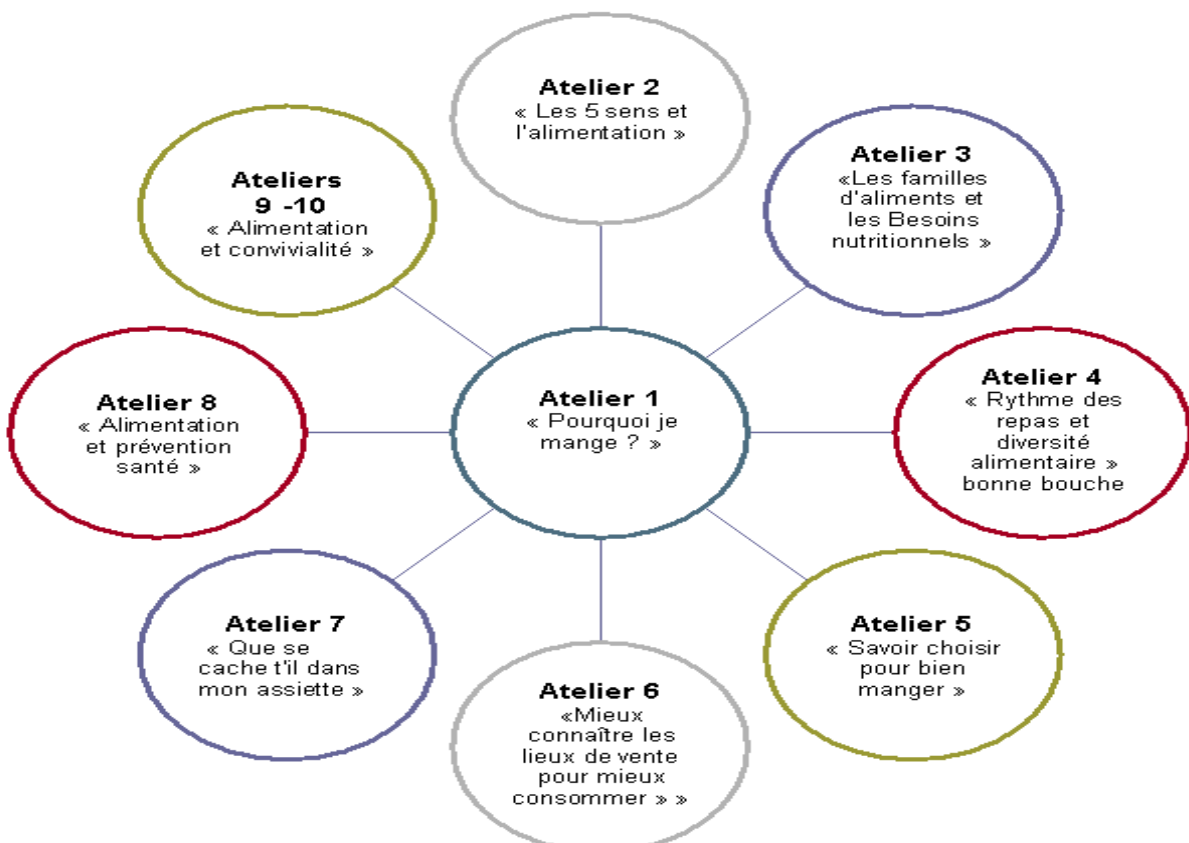 Atelier 2
« Les 5 sens et
l'alimentation »
Atelier 3
«Les familles
d'aliments et
les Besoins
nutritionnels »
Ateliers
9 -10
« Alimentation
et convivialité »
Atelier 4
« Rythme des
repas et
diversité
alimentaire »
bonne bouche
Atelier 1
« Pourquoi je
mange ? »
Atelier 8
« Alimentation
et prévention
santé »
Atelier 5
« Savoir choisir
pour bien
manger »
Atelier 7
« Que se
cache t'il dans
mon assiette »
Atelier 6
«Mieux
connaître les
lieux de vente
pour mieux
consommer » »